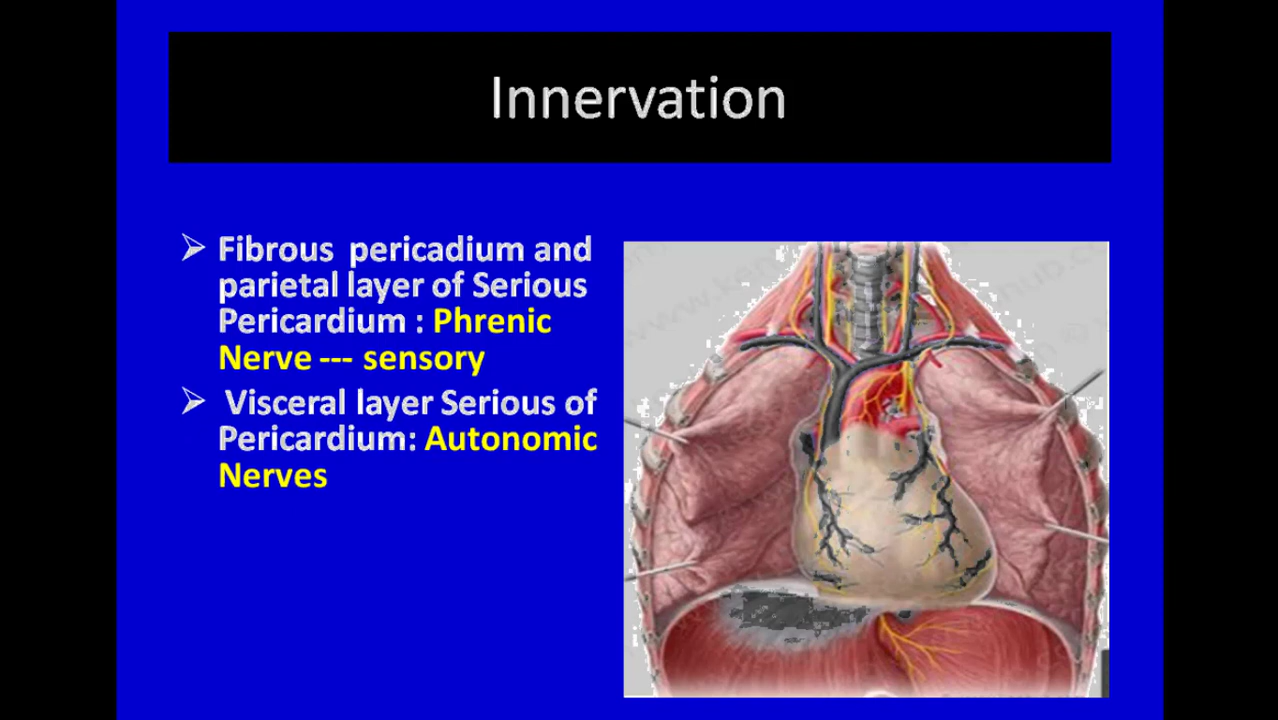 Innervation
➢ Fibrous pericadium and
parietal layer of Serious
Pericardium : Phrenic
Nerve --- sensory
➢ Visceral layer Serious of
Pericardium: Autonomic
Nerves